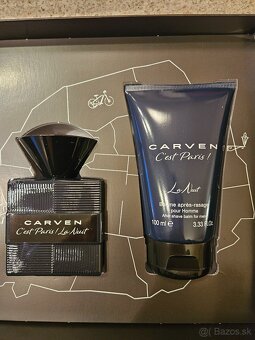 CARVEN
C'est Paris! La Nuit
CARVEN
C'est Paris!
La Nuit
Baume après-rasage
pour Homme
After shave balm for men
100 ml e 3.33 fl.oz
© Bazos.sk